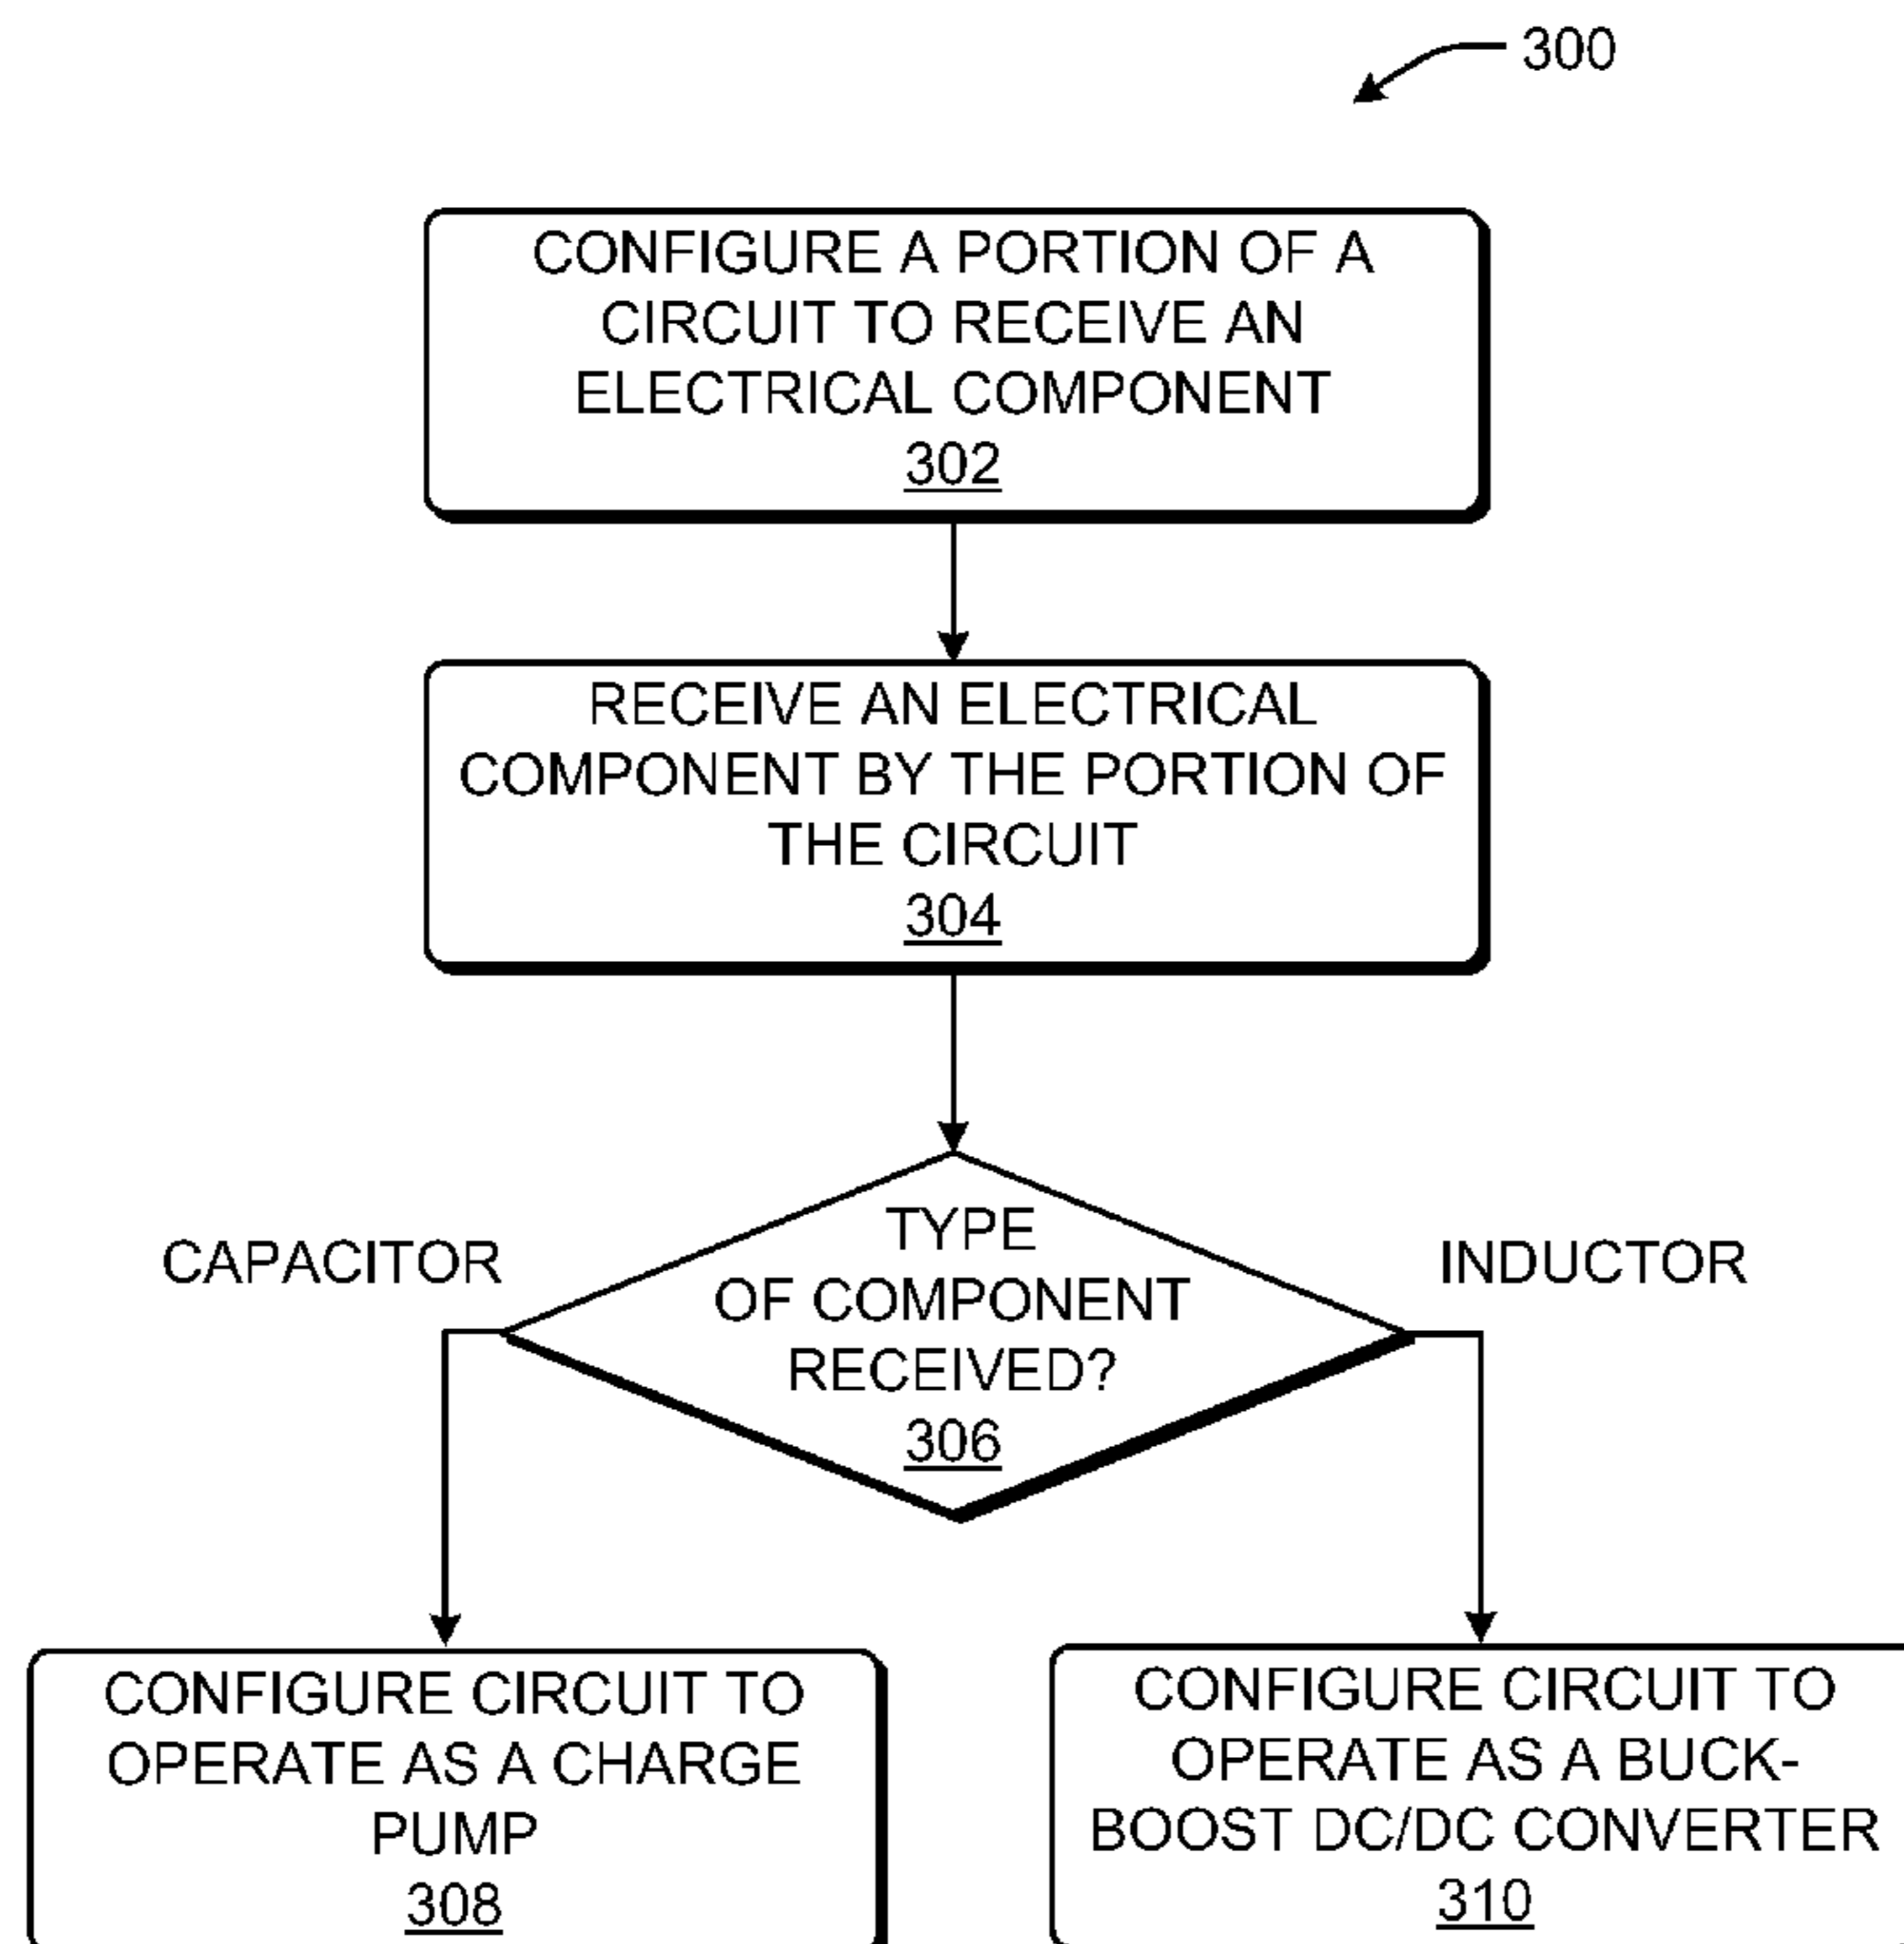 300
CONFIGURE A PORTION OF A
CIRCUIT TO RECEIVE AN
ELECTRICAL COMPONENT
302
RECEIVE AN ELECTRICAL
COMPONENT BY THE PORTION OF
THE CIRCUIT
304
TYPE
OF COMPONENT
RECEIVED?
306
CAPACITOR
INDUCTOR
CONFIGURE CIRCUIT TO
OPERATE AS A CHARGE
PUMP
308
CONFIGURE CIRCUIT TO
OPERATE AS A BUCK-
BOOST DC/DC CONVERTER
310